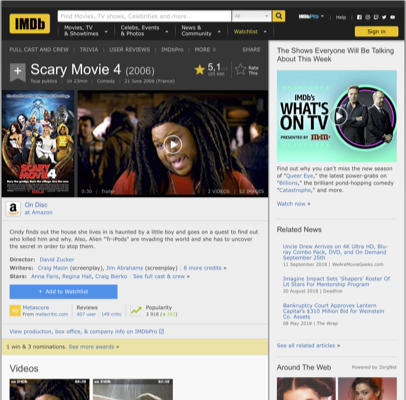 IMDb
Find Movies, TV shows, Celebrities and more...
All
IMDbPro
Help
Movies, TV
& Showtimes
Celebs, Events
& Photos
News &
Community
Watchlist
Sign in
FULL CAST AND CREW | TRIVIA | USER REVIEWS | IMDbPro | MORE
SHARE
+ Scary Movie 4 (2006)
5,1
Rate
This
Tous publics | 1h 23min | Comedy | 21 June 2006 (France)
SCARY
MOVIE 4
0:30 | Trailer
2 VIDEOS | 52 IMAGES
On Disc
at Amazon
Cindy finds out the house she lives in is haunted by a little boy and goes on a quest to find out
who killed him and why. Also, Alien "Tr-iPods" are invading the world and she has to uncover
the secret in order to stop them.
Director: David Zucker
Writers: Craig Mazin (screenplay), Jim Abrahams (screenplay) | 8 more credits »
Stars: Anna Faris, Regina Hall, Craig Bierko | See full cast & crew »
+ Add to Watchlist
Metascore
From metacritic.com
Reviews
407 user | 149 critic
Popularity
View production, box office, & company info on IMDbPro
1 win & 3 nominations. See more awards »
Videos
The Shows Everyone Will Be Talking
About This Week
IMDb's
WHAT'S
ON TV
PRESENTED BY m&m's
Find out why you can't miss the new season
of "Queer Eye," the latest power-grabs on
"Billions," the brilliant pond-hopping comedy
"Catastrophe," and more.
Watch now »
Related News
Uncle Drew Arrives on 4K Ultra HD, Blu-
ray Combo Pack, DVD, and On Demand
September 25th
11 September 2018 | WeAreMovieGeeks.com
Imagine Impact Sets 'Shapers' Roster Of
Lit Stars For Mentorship Program
20 August 2018 | Deadline
Bankruptcy Court Approves Lantern
Capital's $310 Million Bid for Weinstein
Co. Assets
09 May 2018 | The Wrap
See all related articles »
Around The Web
Powered by ZergNet